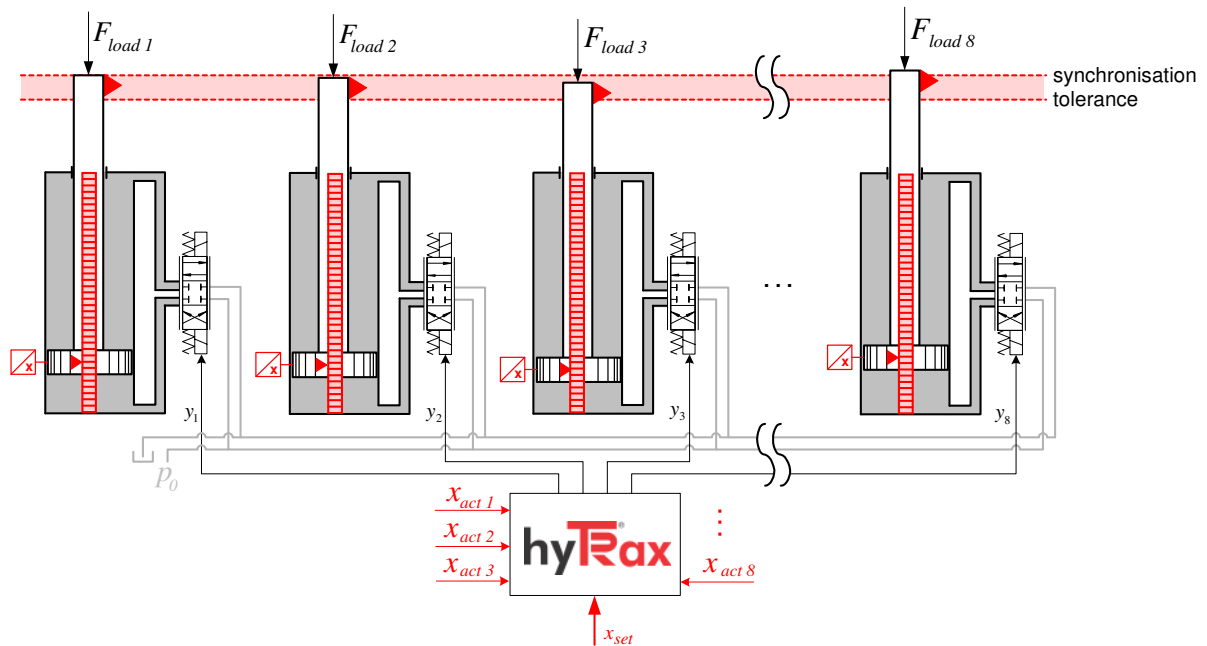 F load 1
F load 2
F load 3
F load 8
synchronisation
tolerance
...
x
x
x
x
y1
y2
y3
y8
p0
x act 1
x act 2
x act 3
hyTRax®
⋮
x act 8
x set